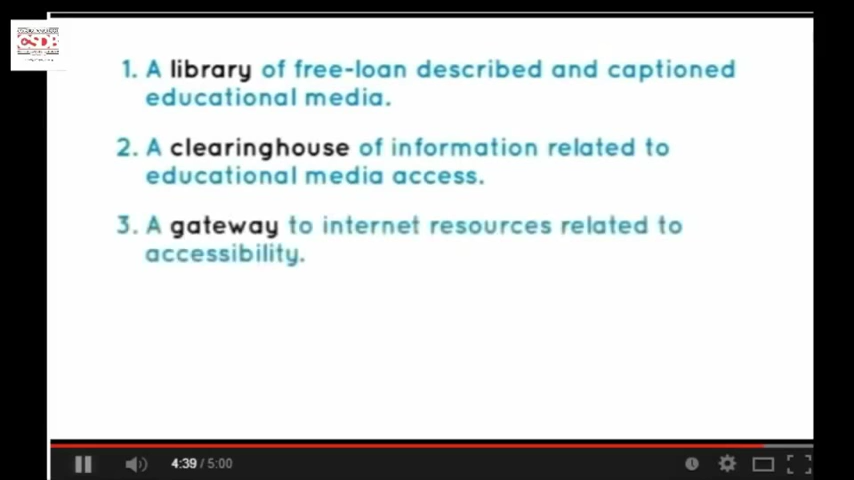 1. A library of free-loan described and captioned
educational media.
2. A clearinghouse of information related to
educational media access.
3. A gateway to internet resources related to
accessibility.
4:39 / 5:00